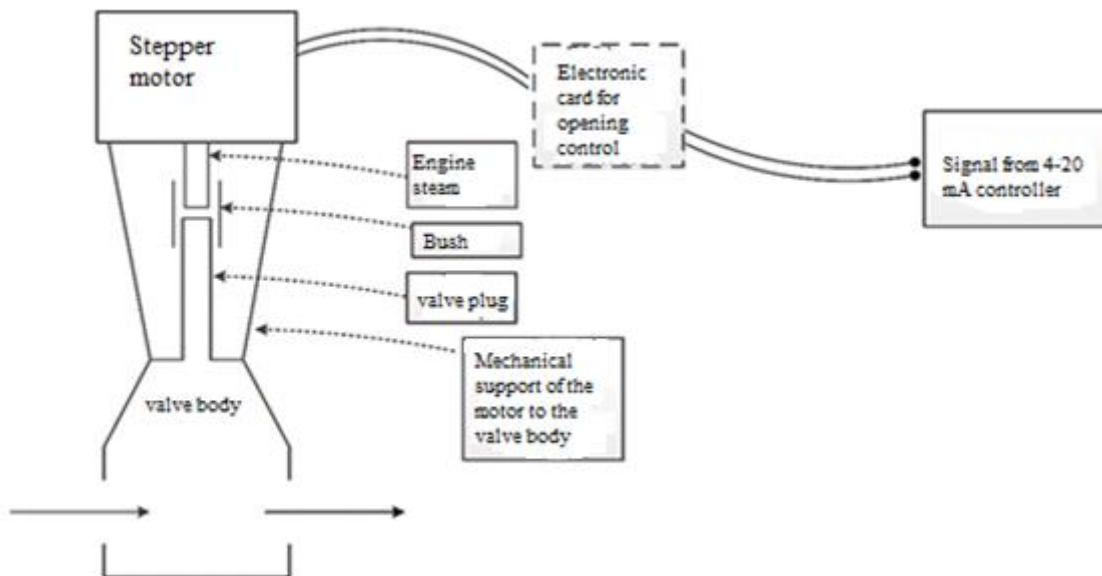 Stepper
motor
Electronic
card for
opening
control
Signal from 4-20
mA controller
Engine
steam
Bush
valve plug
Mechanical
support of the
motor to the
valve body
valve body